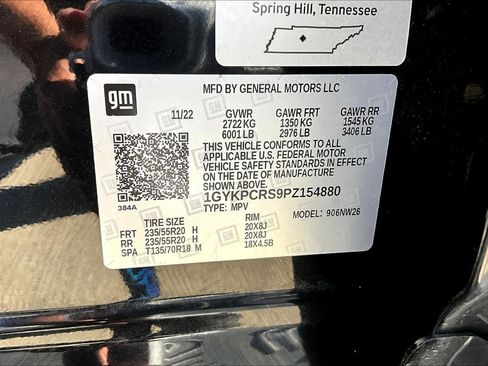 Spring Hill, Tennessee
gm
MFD BY GENERAL MOTORS LLC
11/22 GVWR GAWR FRT GAWR RR
2722 KG 1350 KG 1545 KG
6001 LB 2976 LB 3406 LB
THIS VEHICLE CONFORMS TO ALL
APPLICABLE U.S. FEDERAL MOTOR
VEHICLE SAFETY STANDARDS IN EFFECT
ON THE DATE OF MANUFACTURE
SHOWN ABOVE.
1GYKPCRS9PZ154880
TYPE: MPV MODEL: 906NW26
384A
TIRE SIZE RIM
FRT 235/55R20 H 20X8J
RR 235/55R20 H 20X8J
SPA T135/70R18 M 18X4.5B